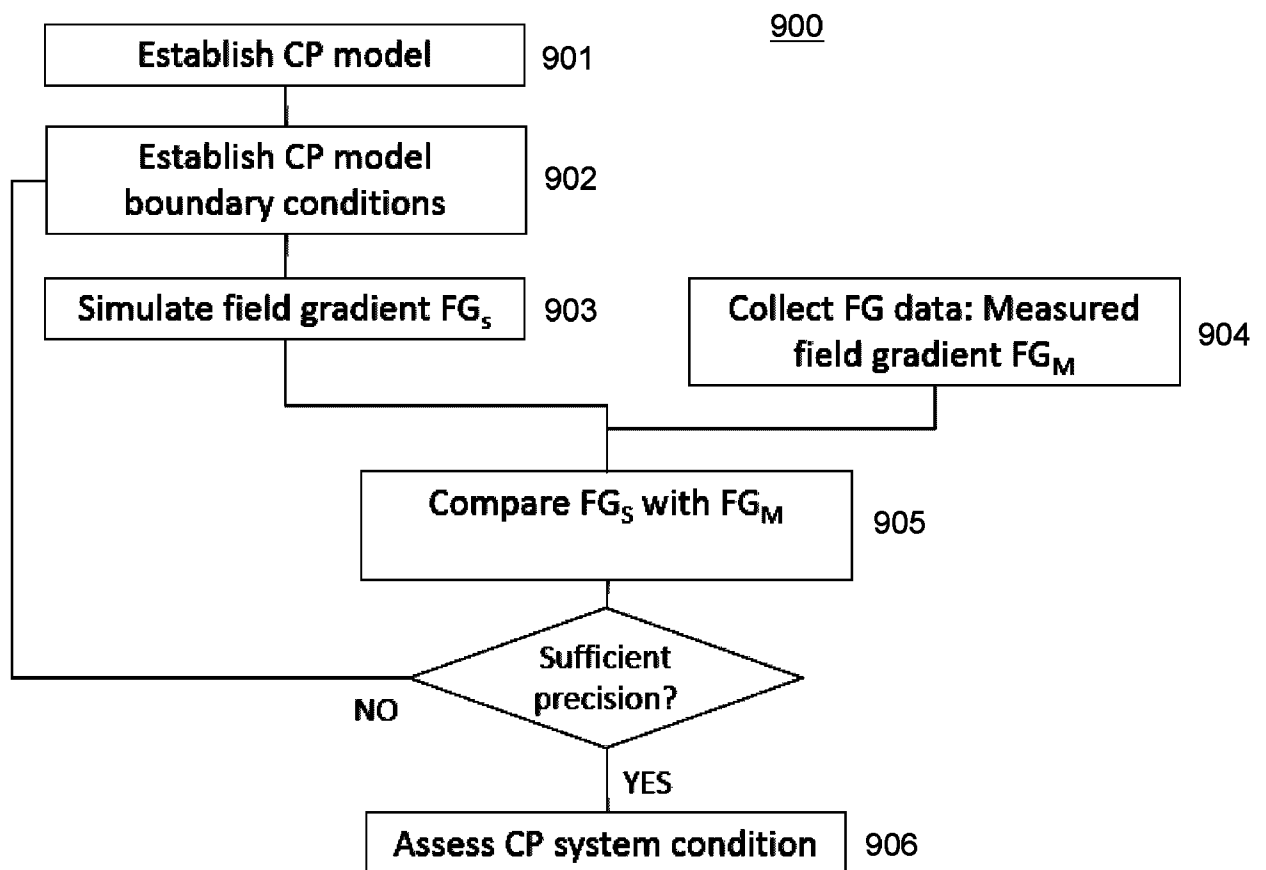 900
Establish CP model
901
Establish CP model
boundary conditions
902
Simulate field gradient FGs
903
Collect FG data: Measured
field gradient FGM
904
Compare FGS with FGM
905
Sufficient
precision?
NO
YES
Assess CP system condition
906